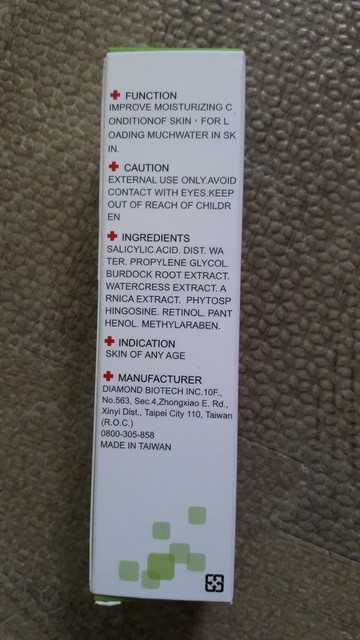 FUNCTION
IMPROVE MOISTURIZING C
ONDITIONOF SKIN，FOR L
OADING MUCHWATER IN SK
IN.
CAUTION
EXTERNAL USE ONLY.AVOID
CONTACT WITH EYES.KEEP
OUT OF REACH OF CHILDR
EN
INGREDIENTS
SALICYLIC ACID. DIST. WA
TER. PROPYLENE GLYCOL.
BURDOCK ROOT EXTRACT.
WATERCRESS EXTRACT. A
RNICA EXTRACT. PHYTOSP
HINGOSINE. RETINOL. PANT
HENOL. METHYLARABEN.
INDICATION
SKIN OF ANY AGE
MANUFACTURER
DIAMOND BIOTECH INC.10F.,
No.563, Sec.4,Zhongxiao E. Rd.,
Xinyi Dist., Taipei City 110, Taiwan
(R.O.C.)
0800-305-858
MADE IN TAIWAN